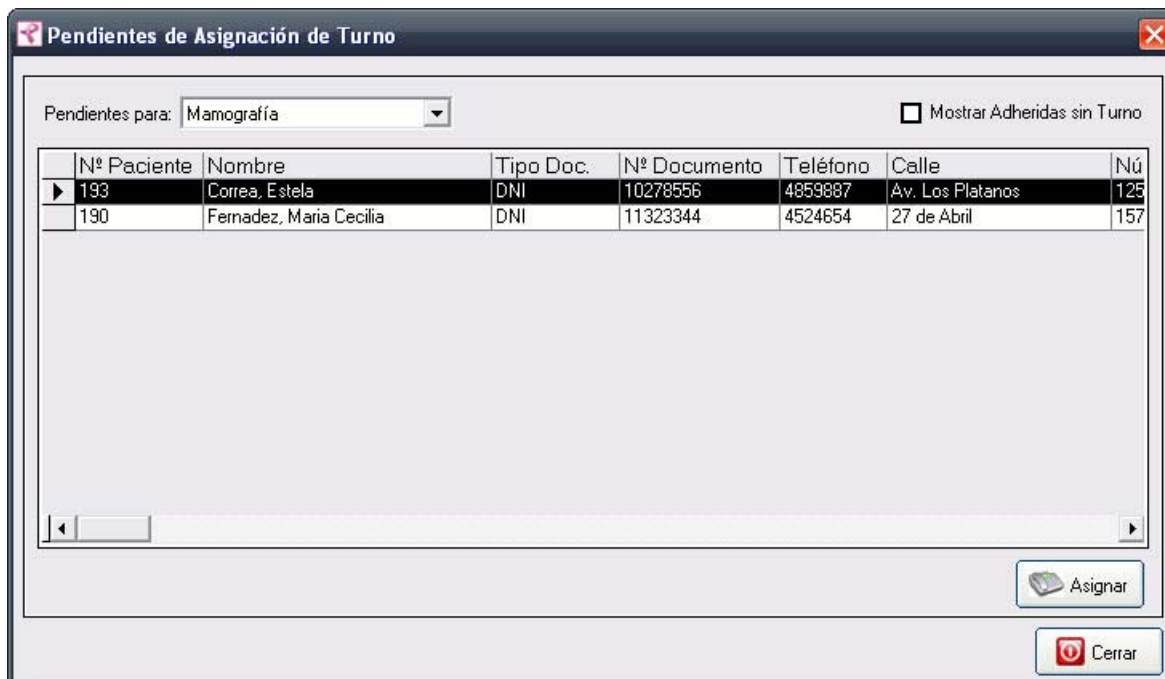 Pendientes de Asignación de Turno
Pendientes para: Mamografía Mostrar Adheridas sin Turno
Nº Paciente Nombre Tipo Doc. Nº Documento Teléfono Calle Nú
193 Correa, Estela DNI 10278556 4859887 Av. Los Platanos 125
190 Fernadez, Maria Cecilia DNI 11323344 4524654 27 de Abril 157
Asignar
Cerrar